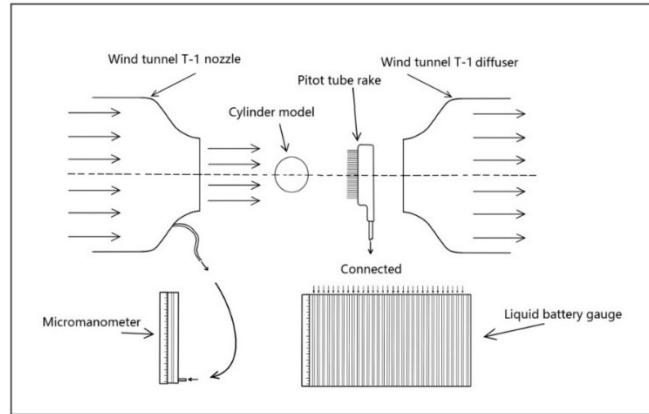 Wind tunnel T-1 nozzle
Wind tunnel T-1 diffuser
Pitot tube rake
Cylinder model
Connected
Micromanometer
Liquid battery gauge